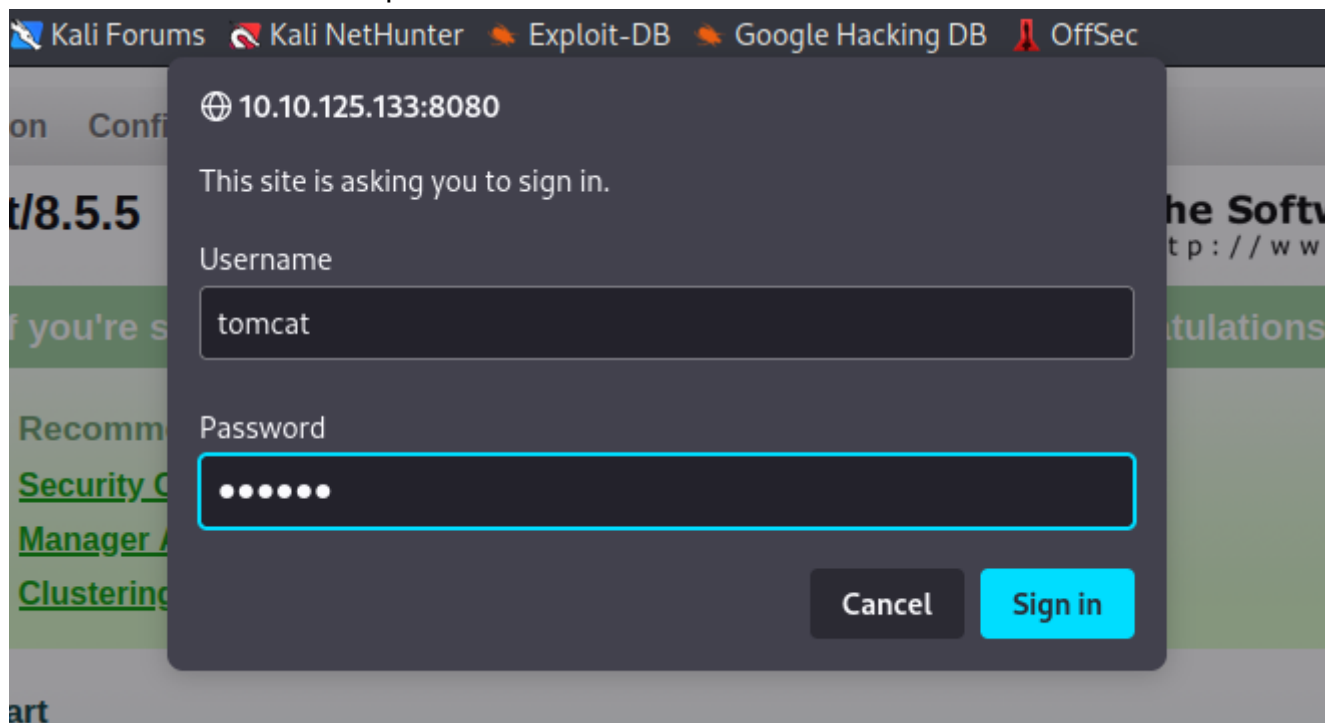 Kali Forums Kali NetHunter Exploit-DB Google Hacking DB OffSec
10.10.125.133:8080
on Confi
This site is asking you to sign in.
t/8.5.5
he Softw
tp://ww
Username
tomcat
f you're s
tulations
Recomm
Password
Security C
••••••
Manager A
Clustering
Cancel Sign in
art